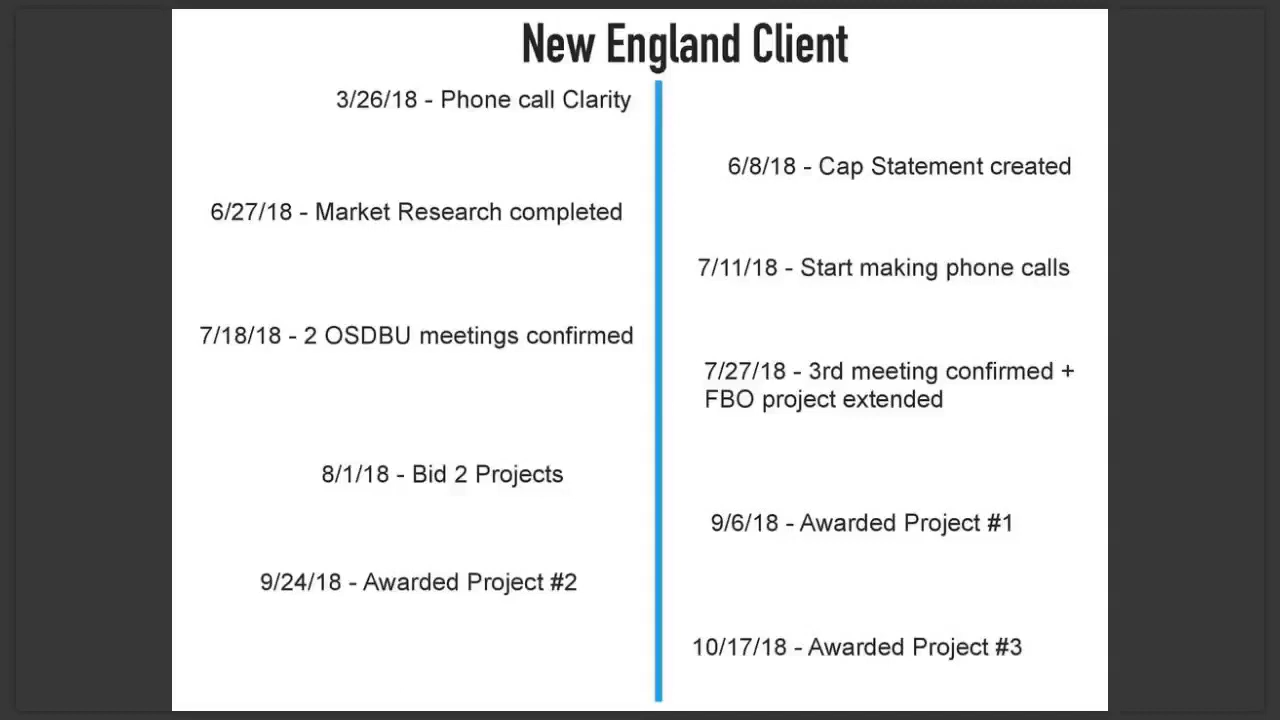 New England Client
3/26/18 - Phone call Clarity
6/8/18 - Cap Statement created
6/27/18 - Market Research completed
7/11/18 - Start making phone calls
7/18/18 - 2 OSDBU meetings confirmed
7/27/18 - 3rd meeting confirmed +
FBO project extended
8/1/18 - Bid 2 Projects
9/6/18 - Awarded Project #1
9/24/18 - Awarded Project #2
10/17/18 - Awarded Project #3